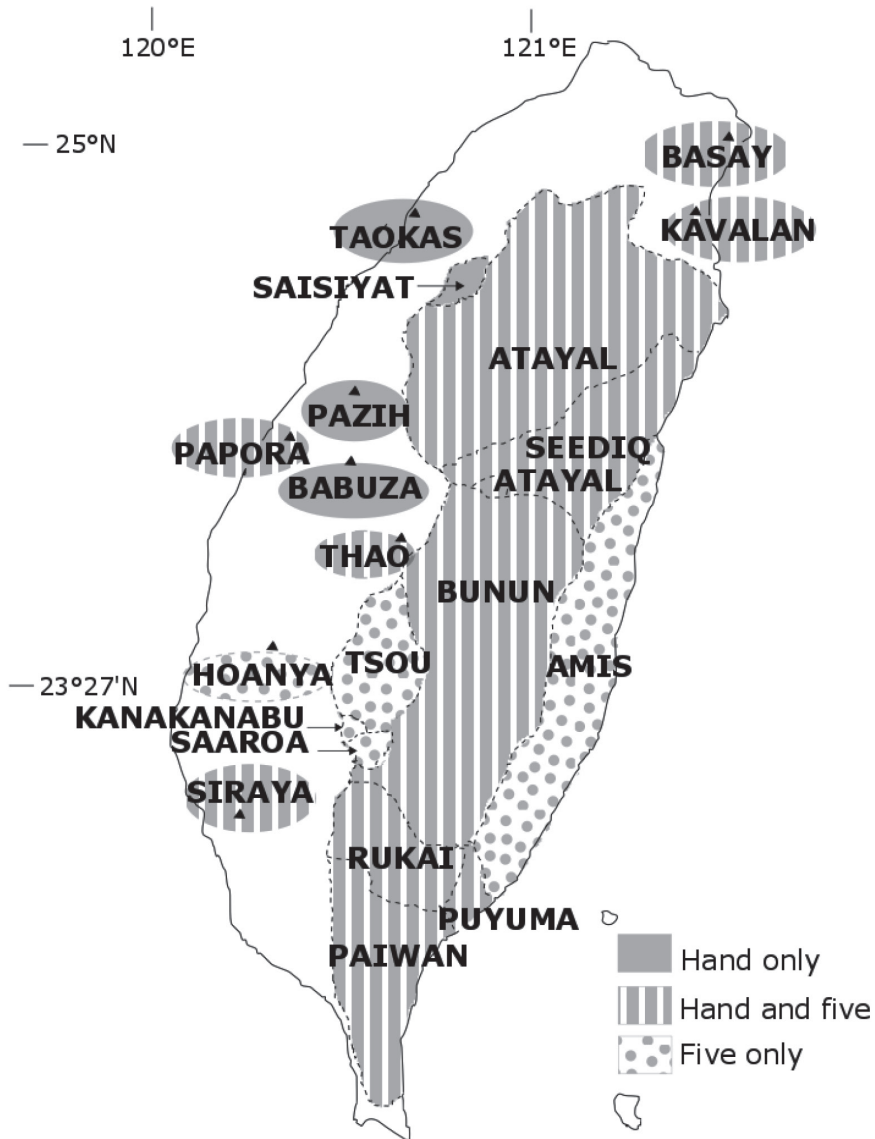 120°E
121°E
25°N
BASAY
TAOKAS
KAVALAN
SAISIYAT
ATAYAL
PAZIH
PAPORA
SEEDIQ
BABUZA
ATAYAL
THAO
BUNUN
HOANYA
TSOU
AMIS
23°27'N
KANAKANABU
SAAROA
SIRAYA
RUKAI
PUYUMA
PAIWAN
Hand only
Hand and five
Five only